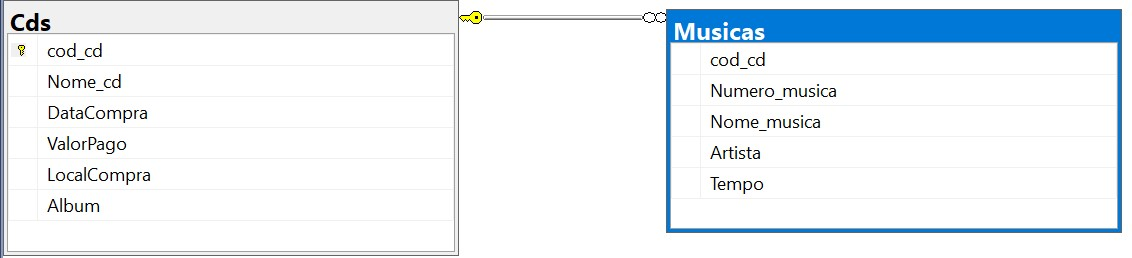 Cds
cod_cd
Nome_cd
DataCompra
ValorPago
LocalCompra
Album
Musicas
cod_cd
Numero_musica
Nome_musica
Artista
Tempo